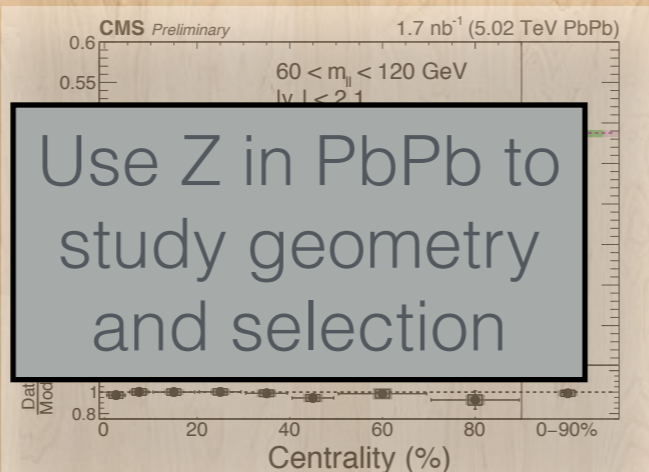 CMS Preliminary
1.7 nb⁻¹ (5.02 TeV PbPb)
0.6
60 < mₗₗ < 120 GeV
0.55
Use Z in PbPb to
study geometry
and selection
1
0.8
0 20 40 60 80 0−90%
Centrality (%)